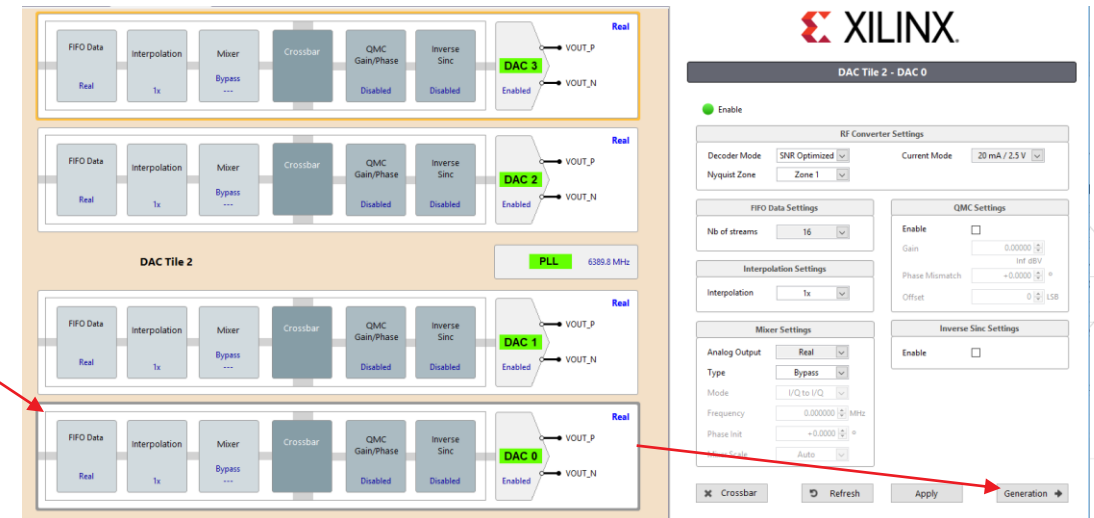 Real
FIFO Data
Interpolation
Mixer
Crossbar
QMC
Gain/Phase
Inverse
Sinc
VOUT_P
DAC 3
VOUT_N
Real
1x
Bypass
---
Disabled
Disabled
Enabled
Real
FIFO Data
Interpolation
Mixer
Crossbar
QMC
Gain/Phase
Inverse
Sinc
VOUT_P
DAC 2
VOUT_N
Real
1x
Bypass
---
Disabled
Disabled
Enabled
DAC Tile 2
PLL 6389.8 MHz
Real
FIFO Data
Interpolation
Mixer
Crossbar
QMC
Gain/Phase
Inverse
Sinc
VOUT_P
DAC 1
VOUT_N
Real
1x
Bypass
---
Disabled
Disabled
Enabled
Real
FIFO Data
Interpolation
Mixer
Crossbar
QMC
Gain/Phase
Inverse
Sinc
VOUT_P
DAC 0
VOUT_N
Real
1x
Bypass
---
Disabled
Disabled
Enabled
XILINX.
DAC Tile 2 - DAC 0
Enable
RF Converter Settings
Decoder Mode SNR Optimized Current Mode 20 mA / 2.5 V
Nyquist Zone Zone 1
FIFO Data Settings
Nb of streams 16
Interpolation Settings
Interpolation 1x
Mixer Settings
Analog Output Real
Type Bypass
Mode I/Q to I/Q
Frequency 0.000000 MHz
Phase Init +0.0000 °
Scale Auto
QMC Settings
Enable
Gain 0.00000
Inf dBV
Phase Mismatch +0.0000 °
Offset 0 LSB
Inverse Sinc Settings
Enable
Crossbar Refresh Apply Generation